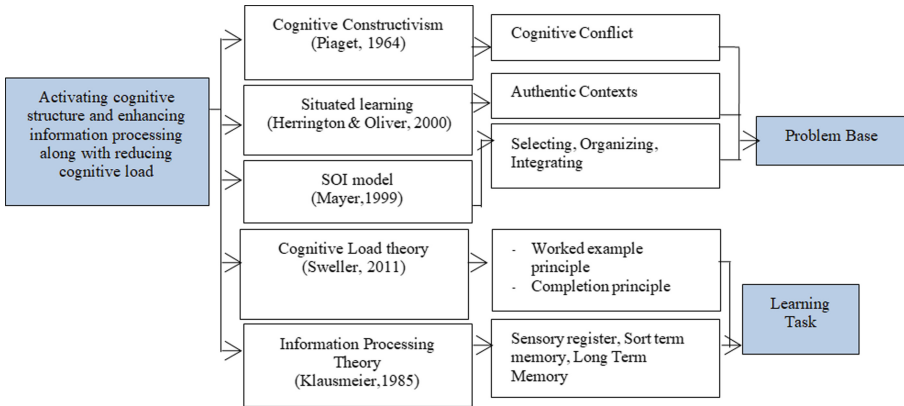 Activating cognitive
structure and enhancing
information processing
along with reducing
cognitive load
Cognitive Constructivism
(Piaget, 1964)
Cognitive Conflict
Situated learning
(Herrington & Oliver, 2000)
Authentic Contexts
SOI model
(Mayer,1999)
Selecting, Organizing,
Integrating
Problem Base
Cognitive Load theory
(Sweller, 2011)
- Worked example
principle
- Completion principle
Information Processing
Theory
(Klausmeier,1985)
Sensory register, Sort term
memory, Long Term
Memory
Learning
Task